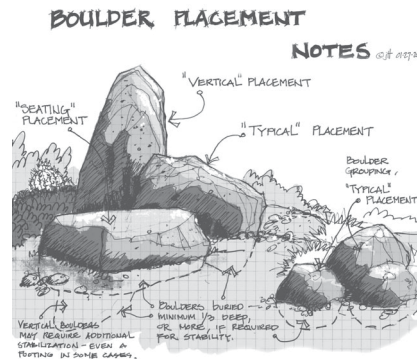 BOULDER PLACEMENT
NOTES
"VERTICAL" PLACEMENT
"SEATING"
PLACEMENT
"TYPICAL" PLACEMENT
BOULDER
GROUPING,
"TYPICAL"
PLACEMENT
VERTICAL BOULDERS
MAY REQUIRE ADDITIONAL
STABILIZATION - EVEN A
FOOTING IN SOME CASES.
BOULDERS BURIED
MINIMUM 1/3 DEEP,
OR MORE, IF REQUIRED
FOR STABILITY.